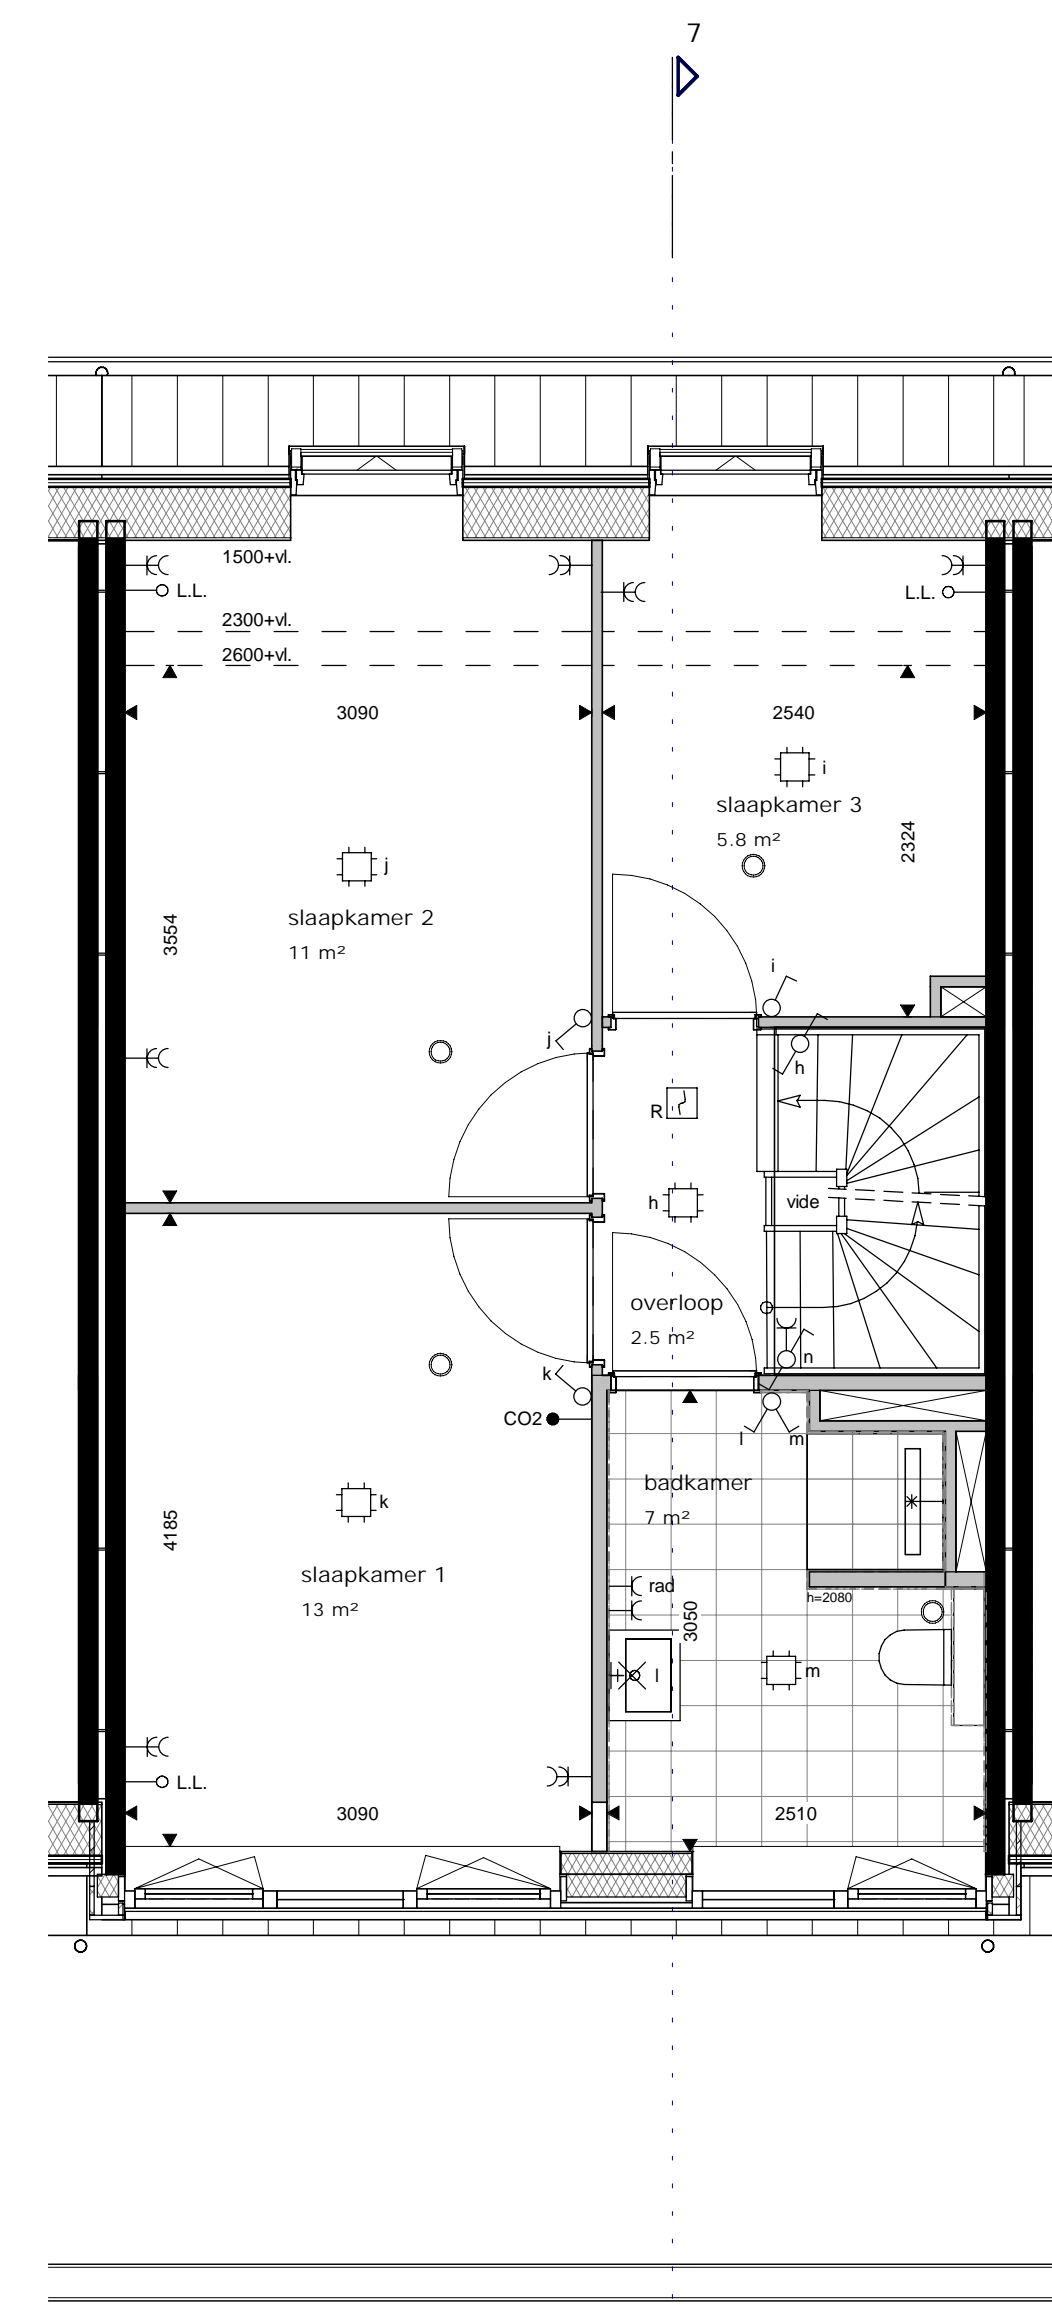 7
1500+vl.
L.L.
L.L.
2300+vl.
2600+vl.
3090
2540
i
slaapkamer 3
5.8 m²
2324
j
slaapkamer 2
11 m²
3554
i
j
h
R
h
vide
overloop
2.5 m²
n
k
CO2
l
m
badkamer
7 m²
k
4185
slaapkamer 1
13 m²
rad
h=2080
3050
l
m
L.L.
3090
2510